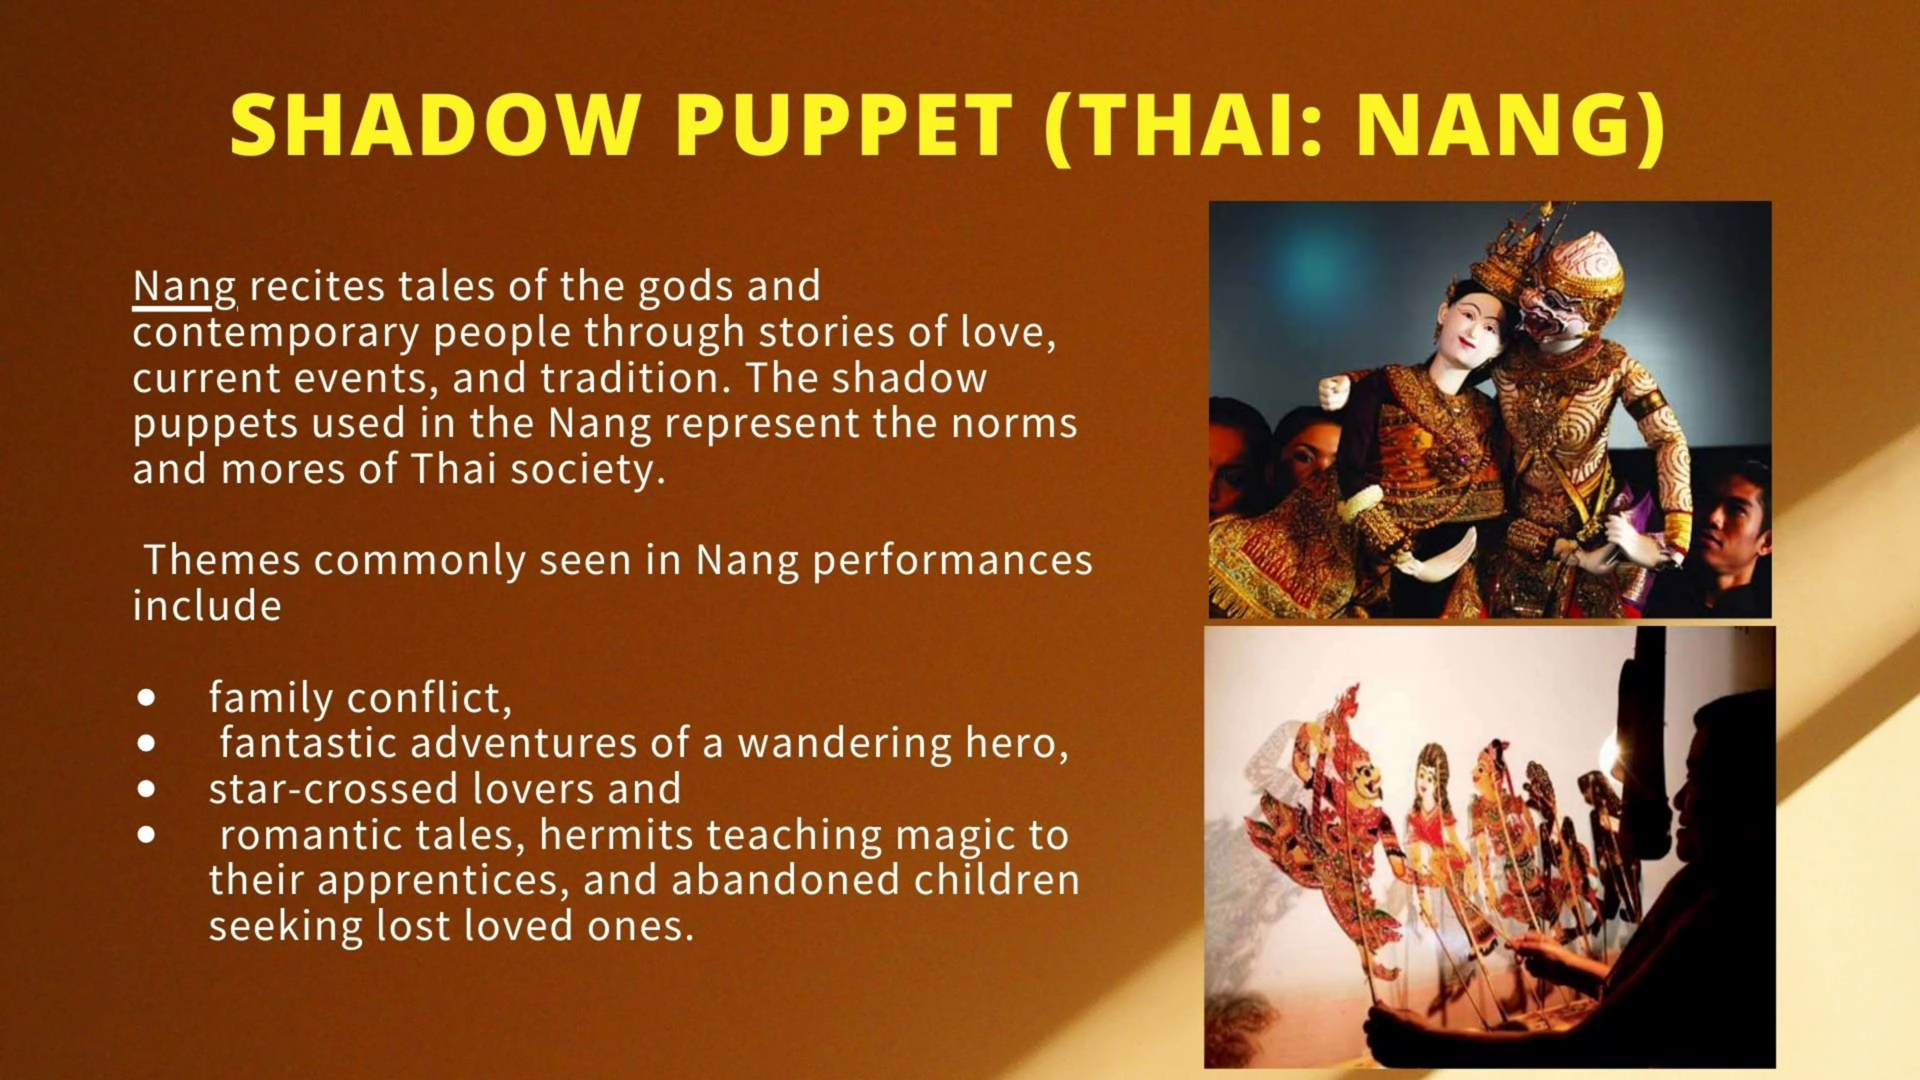 SHADOW PUPPET (THAI: NANG)
Nang recites tales of the gods and
contemporary people through stories of love,
current events, and tradition. The shadow
puppets used in the Nang represent the norms
and mores of Thai society.
Themes commonly seen in Nang performances
include
• family conflict,
• fantastic adventures of a wandering hero,
• star-crossed lovers and
• romantic tales, hermits teaching magic to
their apprentices, and abandoned children
seeking lost loved ones.